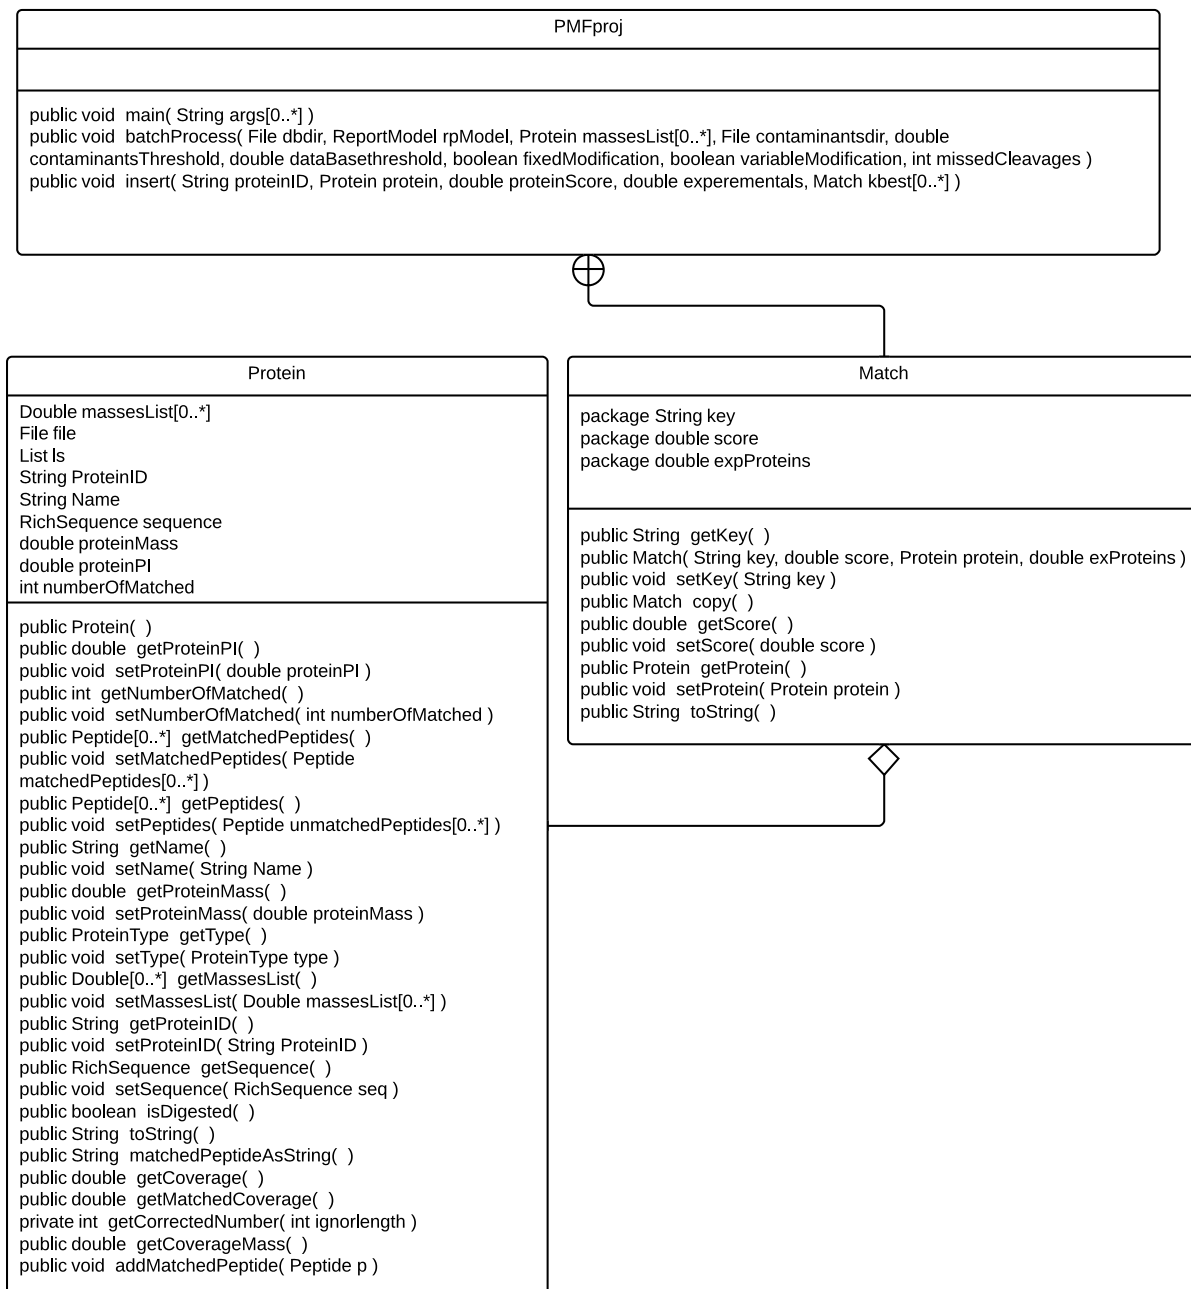 PMFproj
public void  main( String args[0..*] )
public void  batchProcess( File dbdir, ReportModel rpModel, Protein massesList[0..*], File contaminantsdir, double
contaminantsThreshold, double dataBasethreshold, boolean fixedModification, boolean variableModification, int missedCleavages )
public void  insert( String proteinID, Protein protein, double proteinScore, double experementals, Match kbest[0..*] )
Protein
Double massesList[0..*]
File file
List ls
String ProteinID
String Name
RichSequence sequence
double proteinMass
double proteinPI
int numberOfMatched
public Protein(  )
public double  getProteinPI(  )
public void  setProteinPI( double proteinPI )
public int  getNumberOfMatched(  )
public void  setNumberOfMatched( int numberOfMatched )
public Peptide[0..*]  getMatchedPeptides(  )
public void  setMatchedPeptides( Peptide
matchedPeptides[0..*] )
public Peptide[0..*]  getPeptides(  )
public void  setPeptides( Peptide unmatchedPeptides[0..*] )
public String  getName(  )
public void  setName( String Name )
public double  getProteinMass(  )
public void  setProteinMass( double proteinMass )
public ProteinType  getType(  )
public void  setType( ProteinType type )
public Double[0..*]  getMassesList(  )
public void  setMassesList( Double massesList[0..*] )
public String  getProteinID(  )
public void  setProteinID( String ProteinID )
public RichSequence  getSequence(  )
public void  setSequence( RichSequence seq )
public boolean  isDigested(  )
public String  toString(  )
public String  matchedPeptideAsString(  )
public double  getCoverage(  )
public double  getMatchedCoverage(  )
private int  getCorrectedNumber( int ignorlength )
public double  getCoverageMass(  )
public void  addMatchedPeptide( Peptide p )
Match
package String key
package double score
package double expProteins
public String  getKey(  )
public Match( String key, double score, Protein protein, double exProteins )
public void  setKey( String key )
public Match  copy(  )
public double  getScore(  )
public void  setScore( double score )
public Protein  getProtein(  )
public void  setProtein( Protein protein )
public String  toString(  )